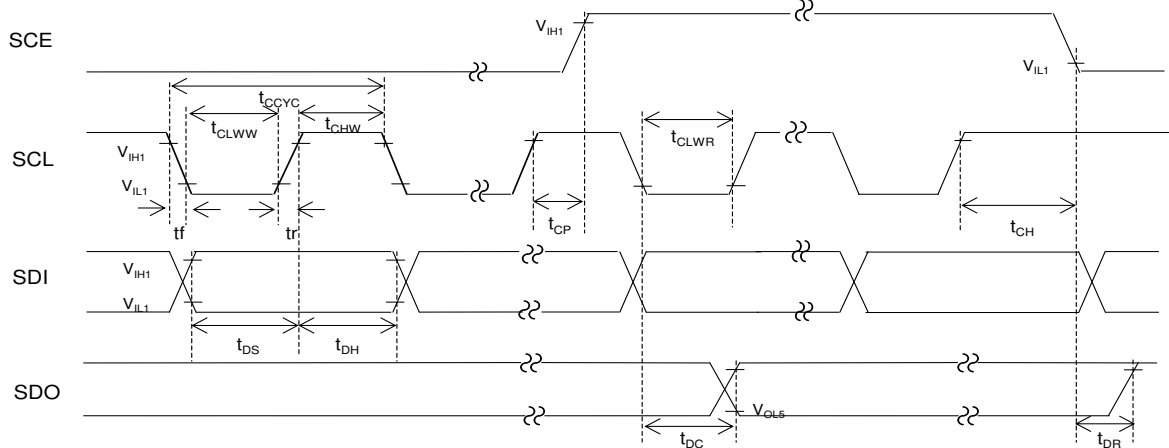 SCE
V_IH1
V_IL1
t_CCYC
t_CLWW
t_CHW
t_CLWR
SCL
V_IH1
V_IL1
tf
tr
t_CP
t_CH
SDI
V_IH1
V_IL1
t_DS
t_DH
SDO
V_OL5
t_DC
t_DR